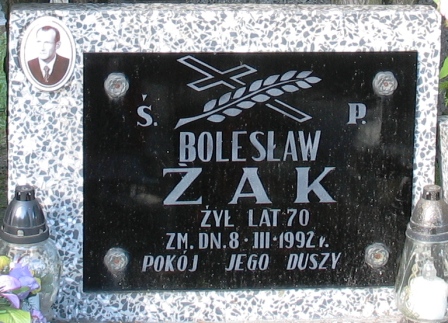 Ś. P.
BOLESŁAW
ŻAK
ŻYŁ LAT 70
ZM. DN. 8·III·1992 r.
POKÓJ JEGO DUSZY